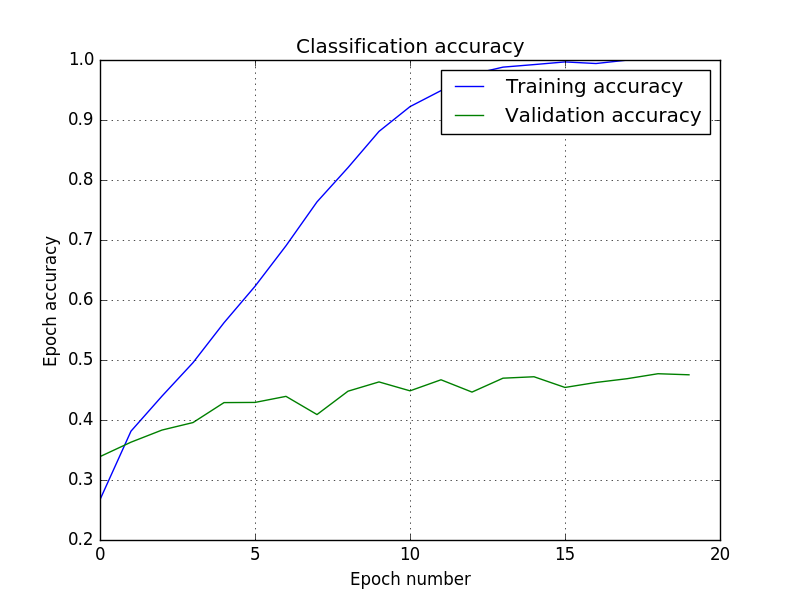 Classification accuracy
1.0
0.9
0.8
0.7
0.6
0.5
0.4
0.3
0.2
Epoch accuracy
Training accuracy
Validation accuracy
0 5 10 15 20
Epoch number